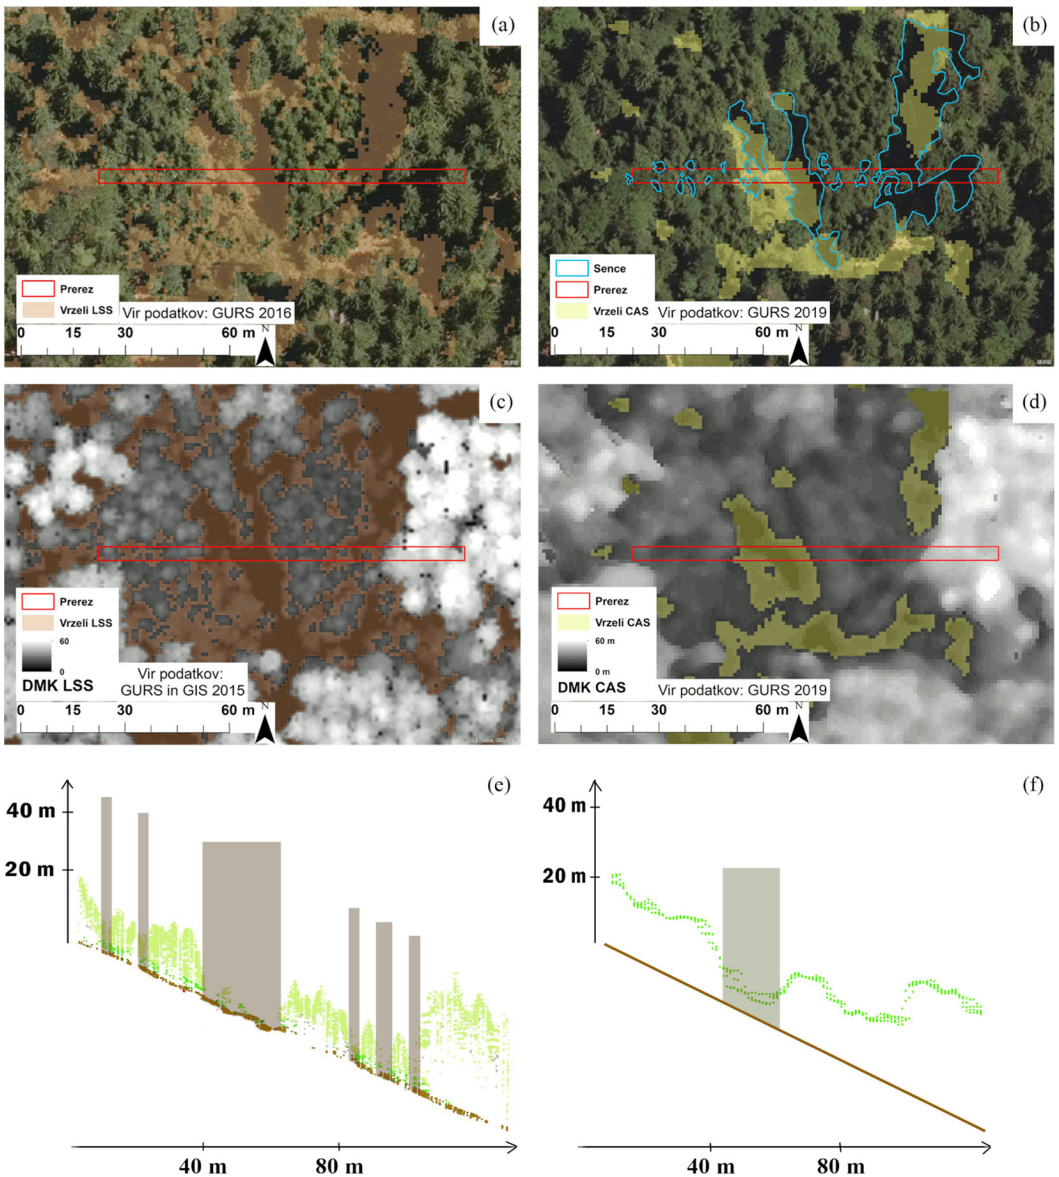 (a)
Prerez
Vrzeli LSS
Vir podatkov: GURS 2016
0 15 30 60 m
N
(b)
Sence
Prerez
Vrzeli CAS
Vir podatkov: GURS 2019
0 15 30 60 m
N
(c)
Prerez
Vrzeli LSS
60
0
DMK LSS
Vir podatkov:
GURS in GIS 2015
0 15 30 60 m
N
(d)
Prerez
Vrzeli CAS
60 m
0 m
DMK CAS
Vir podatkov: GURS 2019
0 15 30 60 m
N
(e)
40 m
20 m
40 m 80 m
(f)
40 m
20 m
40 m 80 m